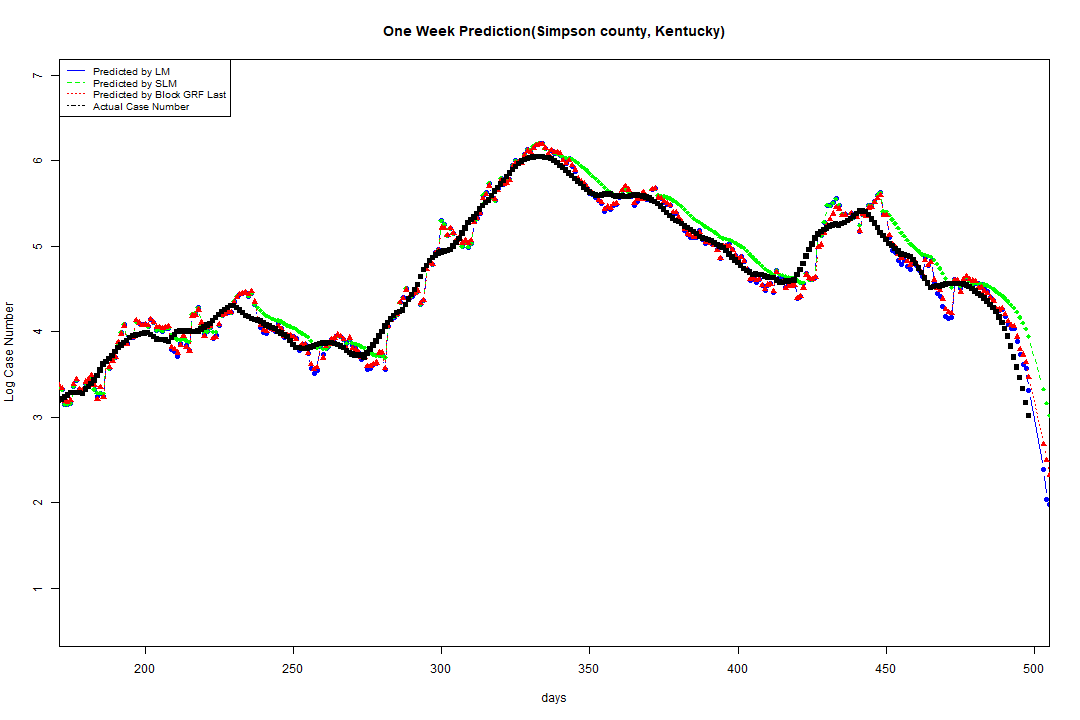 One Week Prediction(Simpson county, Kentucky)
Predicted by LM
Predicted by SLM
Predicted by Block GRF Last
Actual Case Number
7
6
5
4
3
2
1
Log Case Number
200 250 300 350 400 450 500
days